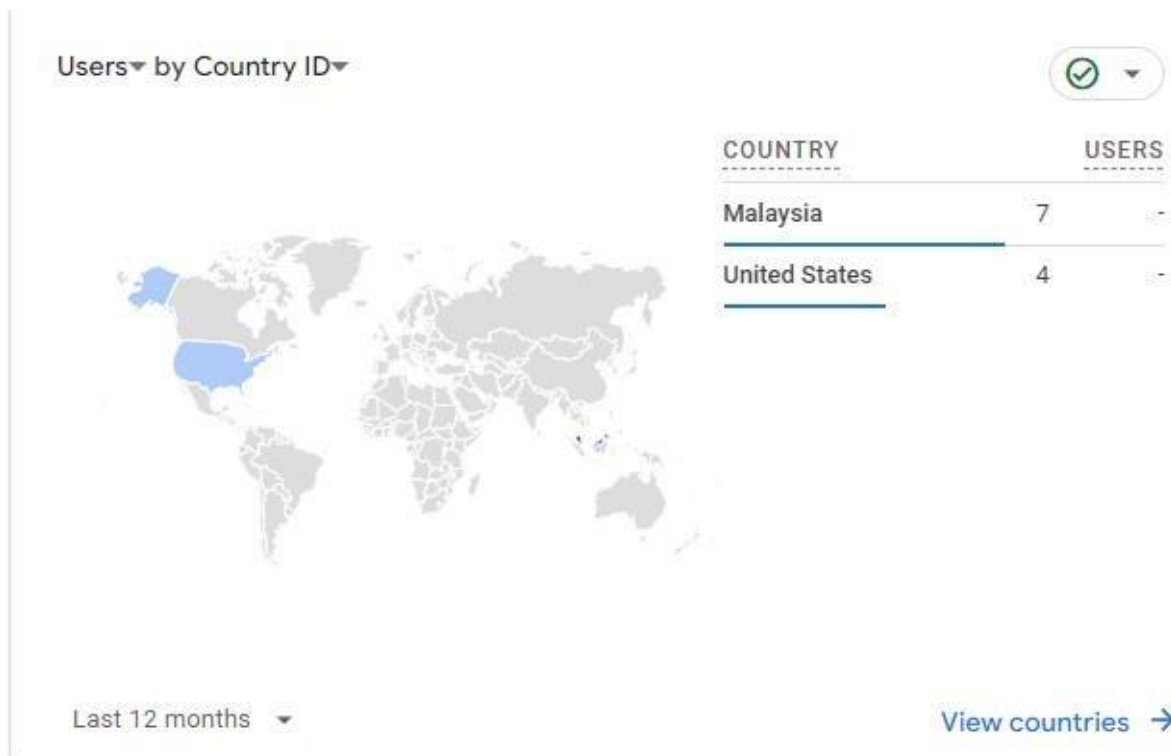 Users by Country ID
COUNTRY USERS
Malaysia 7 -
United States 4 -
Last 12 months
View countries